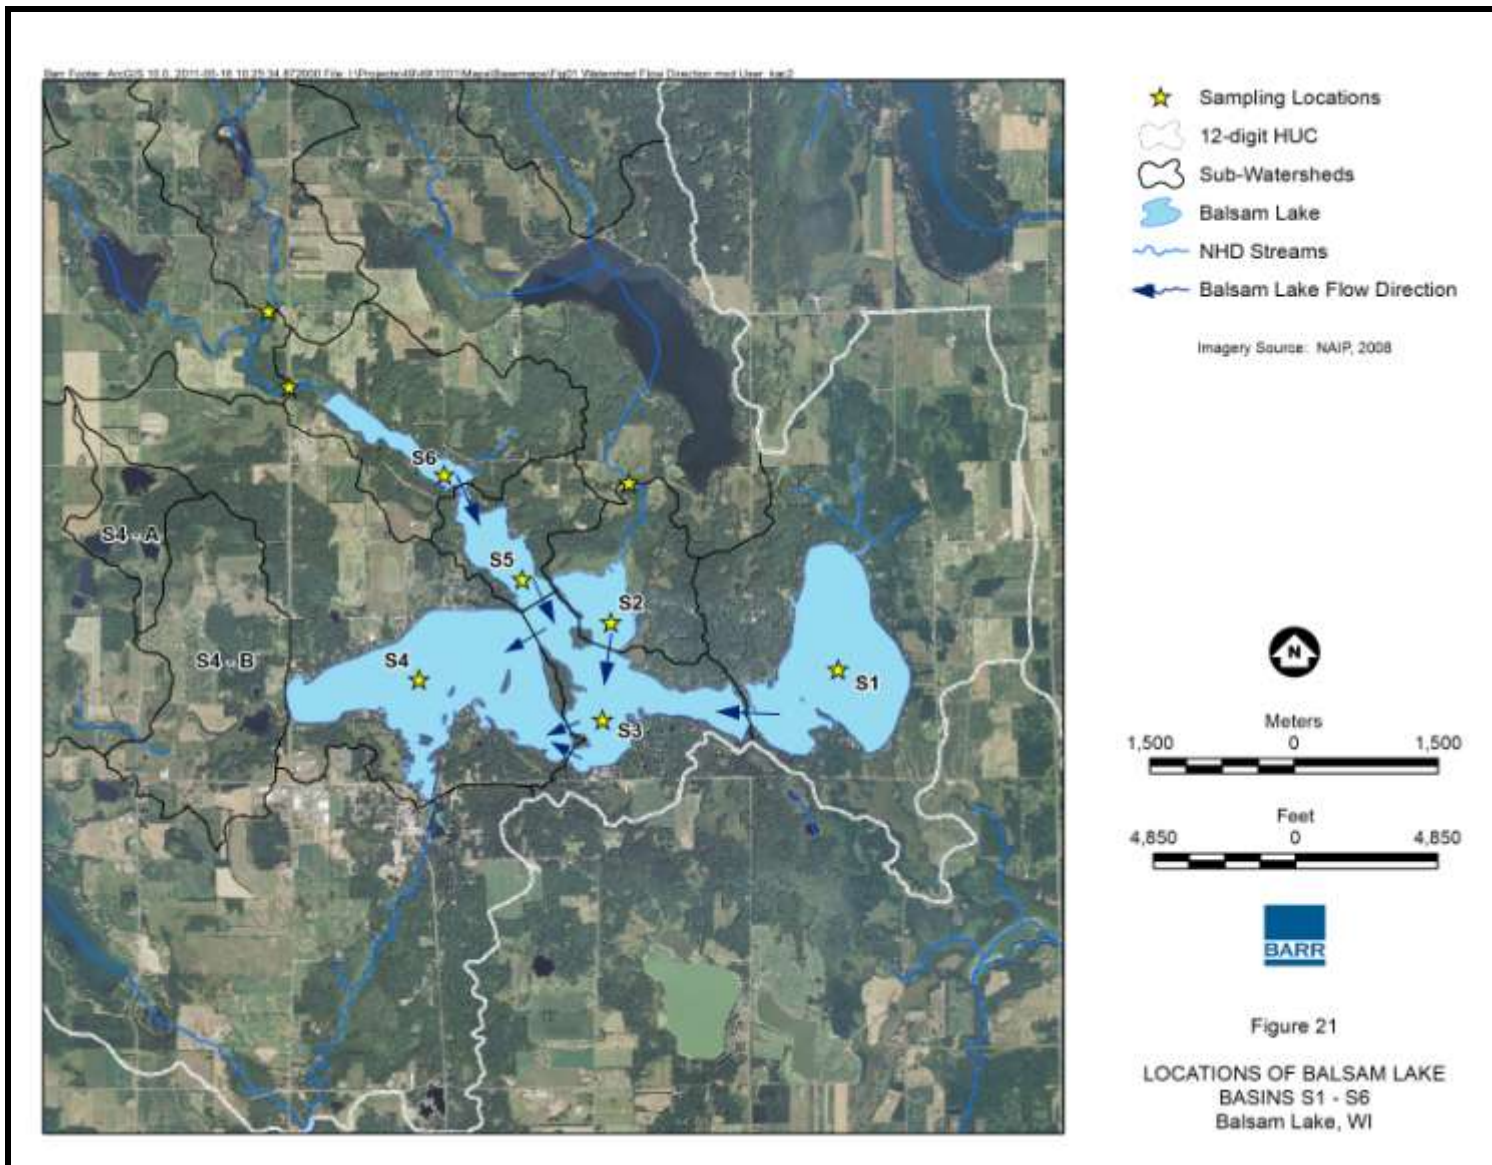 Sampling Locations
12-digit HUC
Sub-Watersheds
Balsam Lake
NHD Streams
Balsam Lake Flow Direction
Imagery Source: NAIP, 2008
S6
S4 - A
S5
S2
S4 - B
S4
S1
S3
N
Meters
1,500 0 1,500
Feet
4,850 0 4,850
BARR
Figure 21
LOCATIONS OF BALSAM LAKE
BASINS S1 - S6
Balsam Lake, WI